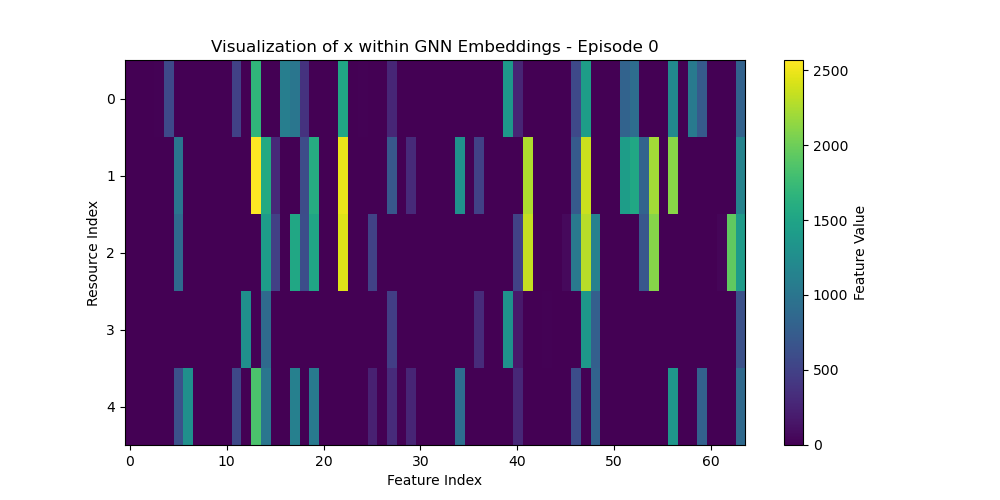 Visualization of x within GNN Embeddings - Episode 0
Resource Index
0
1
2
3
4
0 10 20 30 40 50 60
Feature Index
2500
2000
1500
1000
500
0
Feature Value